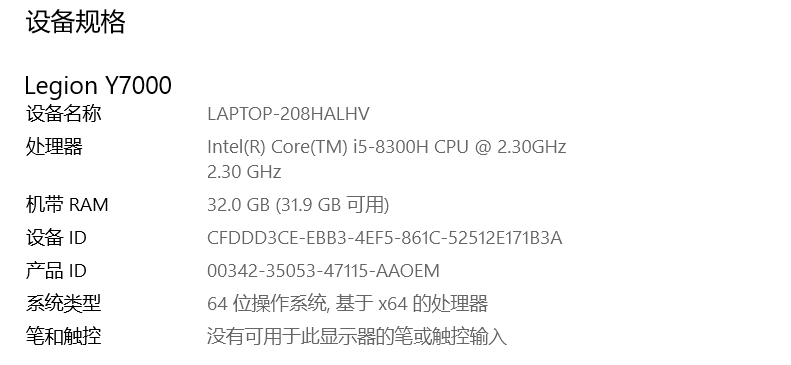 设备规格
Legion Y7000
设备名称 LAPTOP-208HALHV
处理器 Intel(R) Core(TM) i5-8300H CPU @ 2.30GHz
2.30 GHz
机带 RAM 32.0 GB (31.9 GB 可用)
设备 ID CFDDD3CE-EBB3-4EF5-861C-52512E171B3A
产品 ID 00342-35053-47115-AAOEM
系统类型 64 位操作系统, 基于 x64 的处理器
笔和触控 没有可用于此显示器的笔或触控输入